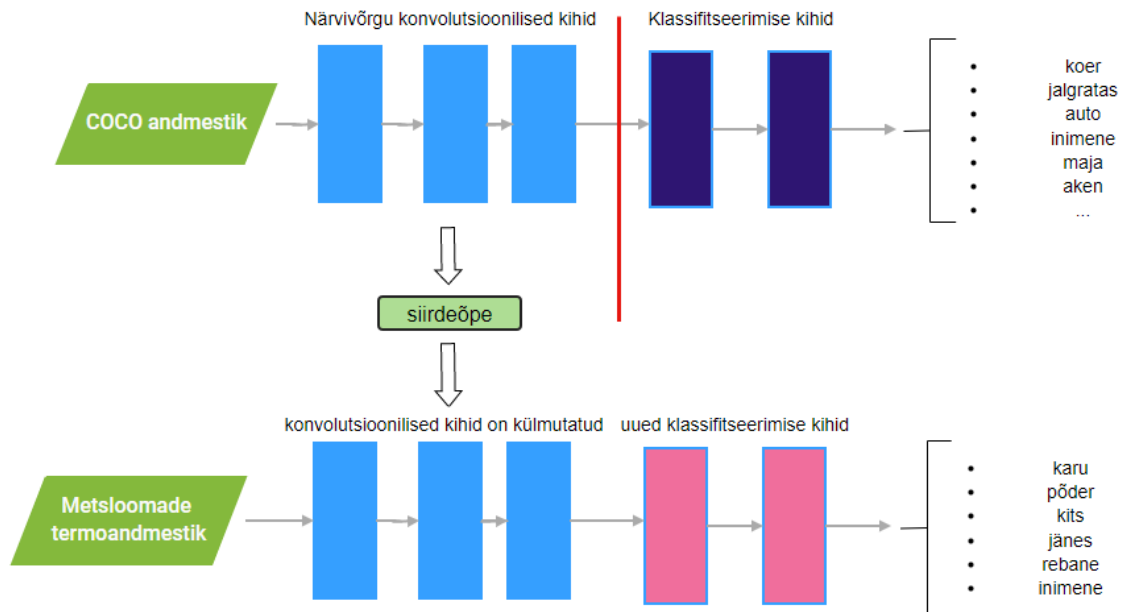 Närvivõrgu konvolutsioonilised kihid
Klassifitseerimise kihid
COCO andmestik
• koer
• jalgratas
• auto
• inimene
• maja
• aken
• ...
siirdeõpe
konvolutsioonilised kihid on külmutatud
uued klassifitseerimise kihid
Metsloomade
termoandmestik
• karu
• põder
• kits
• jänes
• rebane
• inimene